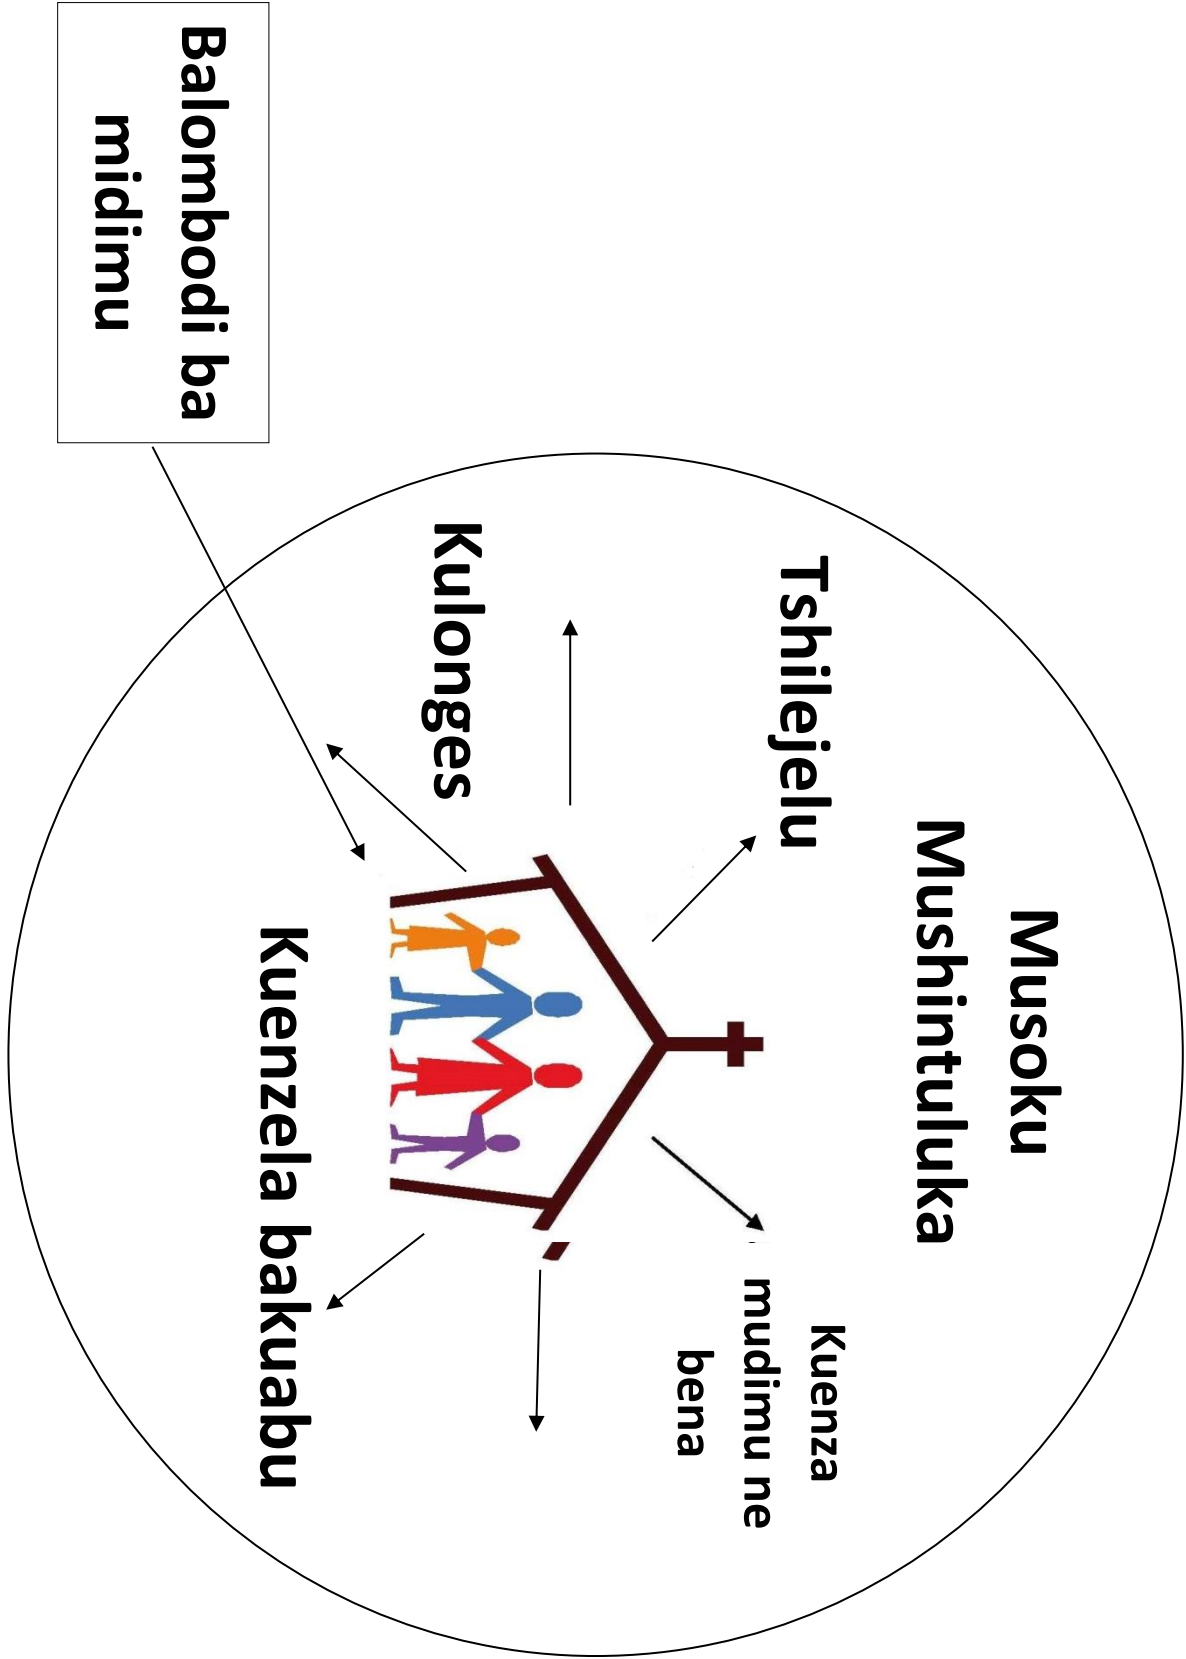 Musoku
Mushintuluka
Tshilejelu
Kuenza
mudimu ne
bena
Kulonges
Kuenzela bakuabu
Balombodi ba
midimu